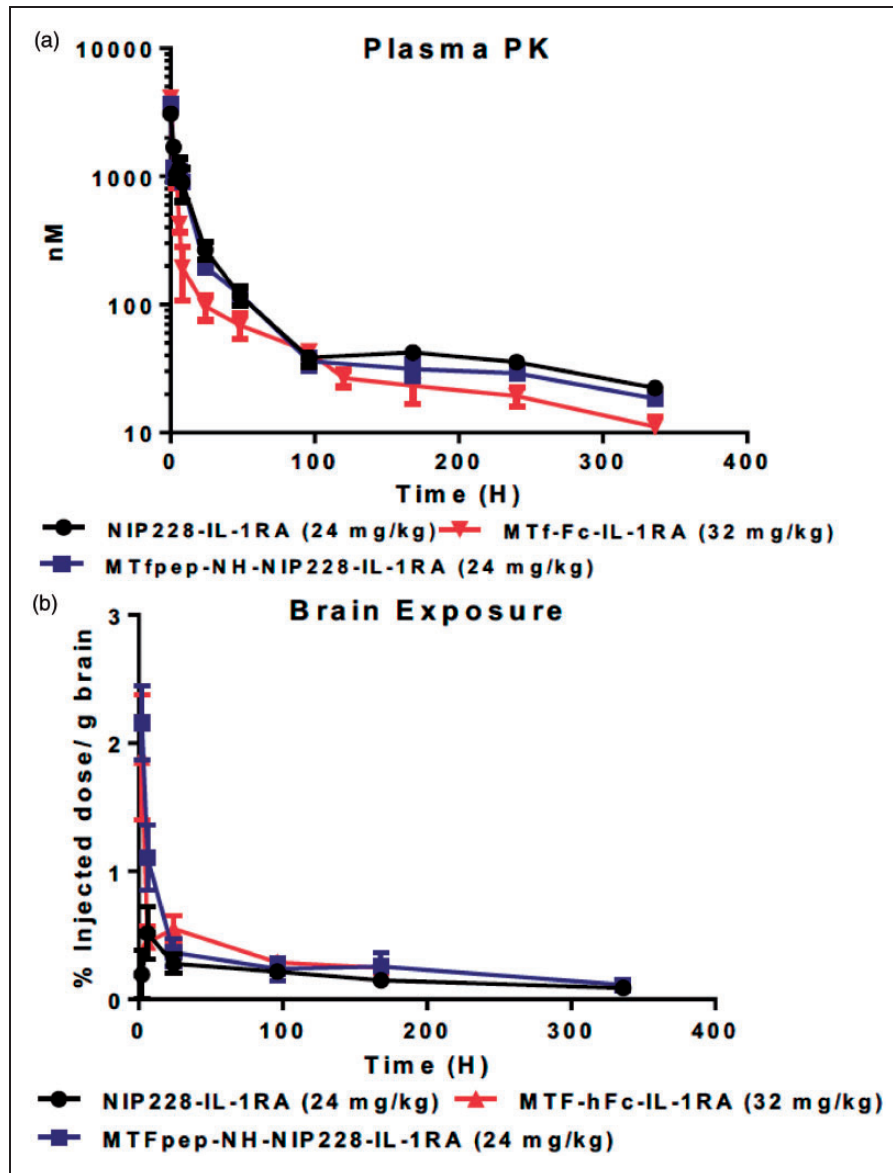 (a)
Plasma PK
10000
1000
100
10
nM
0 100 200 300 400
Time (H)
NIP228-IL-1RA (24 mg/kg) MTf-Fc-IL-1RA (32 mg/kg)
MTfpep-NH-NIP228-IL-1RA (24 mg/kg)
(b)
Brain Exposure
3
2
1
0
% Injected dose/ g brain
0 100 200 300 400
Time (H)
NIP228-IL-1RA (24 mg/kg) MTF-hFc-IL-1RA (32 mg/kg)
MTFpep-NH-NIP228-IL-1RA (24 mg/kg)